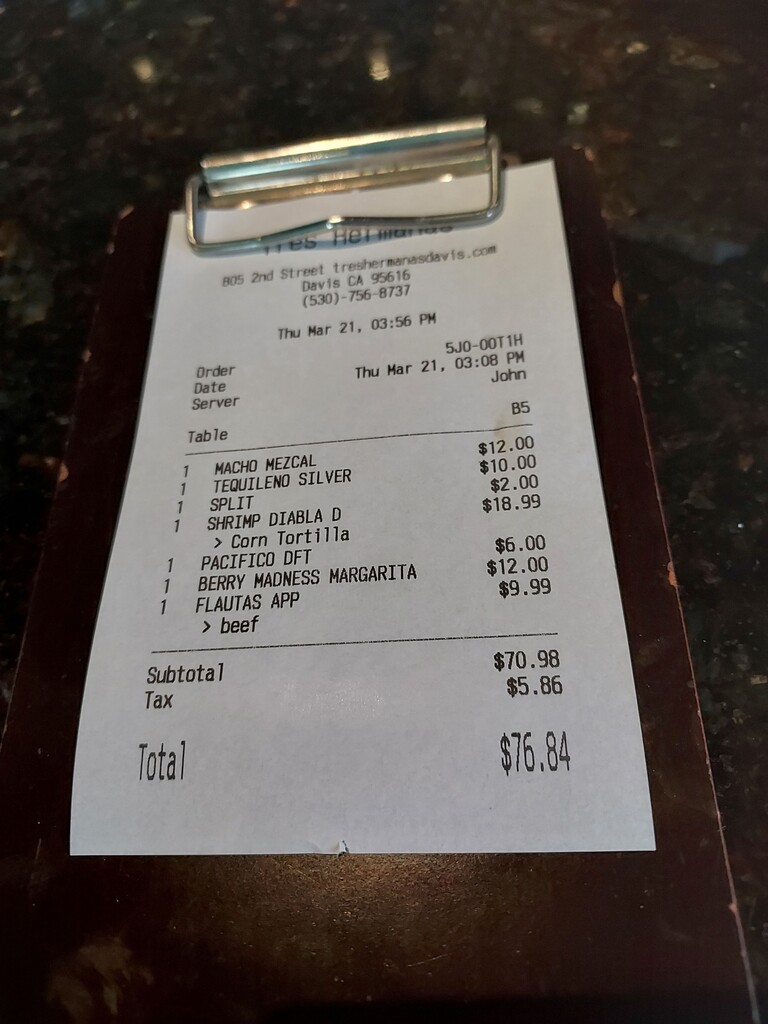 Tres Hermanas
805 2nd Street treshermanasdavis.com
Davis CA 95616
(530)-756-8737
Thu Mar 21, 03:56 PM
Order 5J0-00T1H
Date Thu Mar 21, 03:08 PM
Server John
Table B5
1 MACHO MEZCAL $12.00
1 TEQUILENO SILVER $10.00
1 SPLIT $2.00
1 SHRIMP DIABLA D $18.99
> Corn Tortilla
1 PACIFICO DFT $6.00
1 BERRY MADNESS MARGARITA $12.00
1 FLAUTAS APP $9.99
> beef
Subtotal $70.98
Tax $5.86
Total $76.84